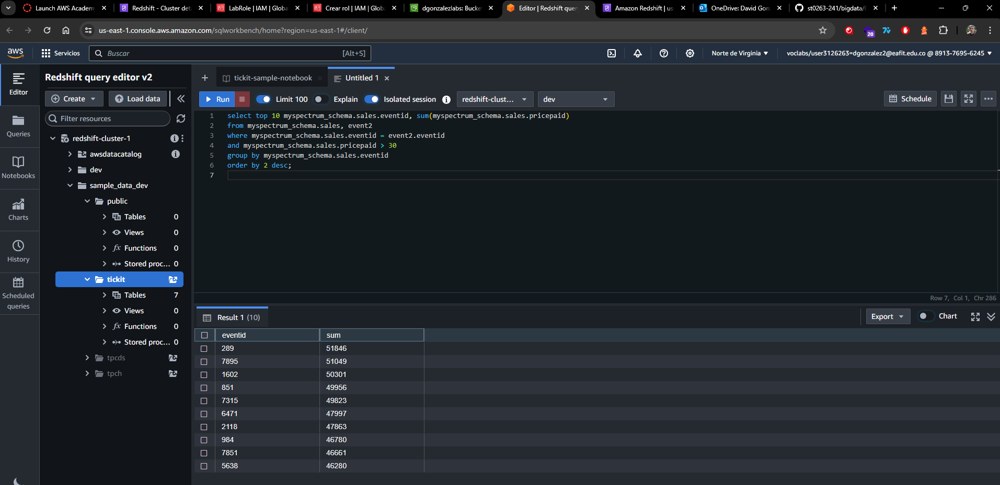 Launch AWS Academ
Redshift - Cluster det
LabRole | IAM | Globa
Crear rol | IAM | Glob
dgonzalezlabs: Bucke
Editor | Redshift quer
Amazon Redshift | us
OneDrive: David Gon
st0263-241/bigdata/
us-east-1.console.aws.amazon.com/sqlworkbench/home?region=us-east-1#/client/
20
aws
Servicios
Buscar
[Alt+S]
Norte de Virginia
voclabs/user3126263=dgonzalez2@eafit.edu.co @ 8913-7695-6245
Editor
Queries
Notebooks
Charts
History
Scheduled
queries
Redshift query editor v2
Create
Load data
Filter resources
redshift-cluster-1
awsdatacatalog
dev
sample_data_dev
public
Tables 0
Views 0
Functions 0
Stored proc... 0
tickit
Tables 7
Views 0
Functions 0
Stored proc... 0
tpcds
tpch
tickit-sample-notebook
Untitled 1
Run
Limit 100
Explain
Isolated session
redshift-clust...
dev
Schedule
1 select top 10 myspectrum_schema.sales.eventid, sum(myspectrum_schema.sales.pricepaid)
2 from myspectrum_schema.sales, event2
3 where myspectrum_schema.sales.eventid = event2.eventid
4 and myspectrum_schema.sales.pricepaid > 30
5 group by myspectrum_schema.sales.eventid
6 order by 2 desc;
7
Row 7, Col 1, Chr 286
Result 1 (10)
Export
Chart
eventid sum
289 51846
7895 51049
1602 50301
851 49956
7315 49823
6471 47997
2118 47863
984 46780
7851 46661
5638 46280